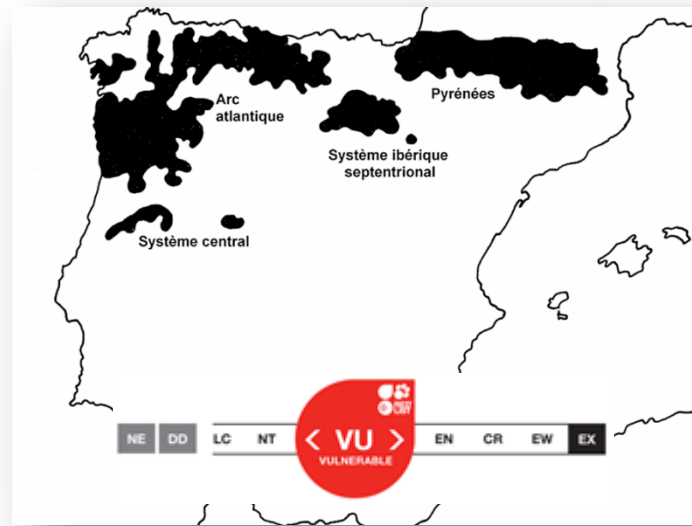 Arc
atlantique
Pyrénées
Système ibérique
septentrional
Système central
NE DD LC NT < VU > EN CR EW EX
VULNERABLE